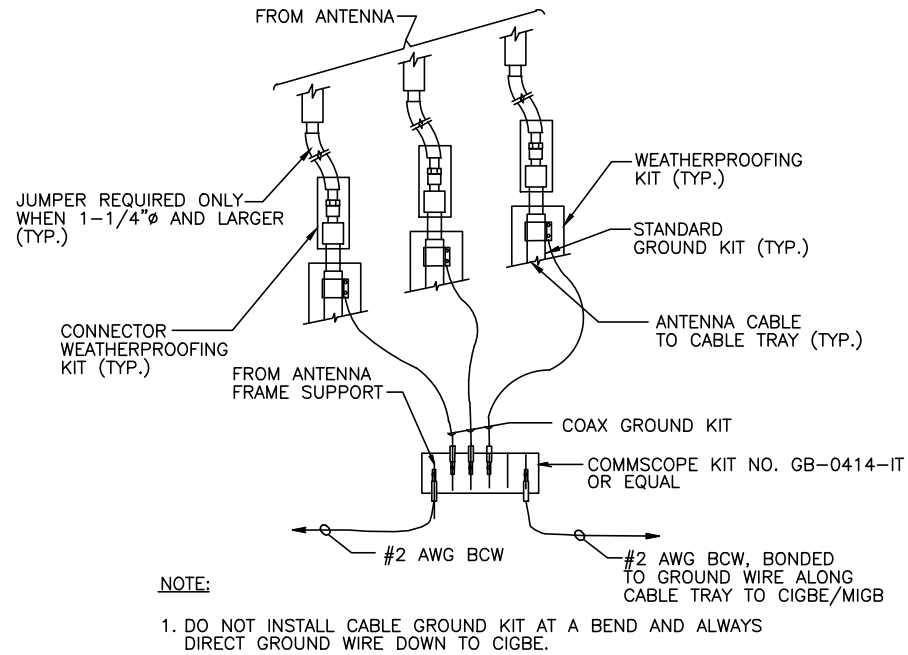 FROM ANTENNA
JUMPER REQUIRED ONLY
WHEN 1-1/4"ø AND LARGER
(TYP.)
WEATHERPROOFING
KIT (TYP.)
STANDARD
GROUND KIT (TYP.)
CONNECTOR
WEATHERPROOFING
KIT (TYP.)
ANTENNA CABLE
TO CABLE TRAY (TYP.)
FROM ANTENNA
FRAME SUPPORT
COAX GROUND KIT
COMMSCOPE KIT NO. GB-0414-IT
OR EQUAL
#2 AWG BCW
#2 AWG BCW, BONDED
TO GROUND WIRE ALONG
CABLE TRAY TO CIGBE/MIGB
NOTE:
1. DO NOT INSTALL CABLE GROUND KIT AT A BEND AND ALWAYS
DIRECT GROUND WIRE DOWN TO CIGBE.